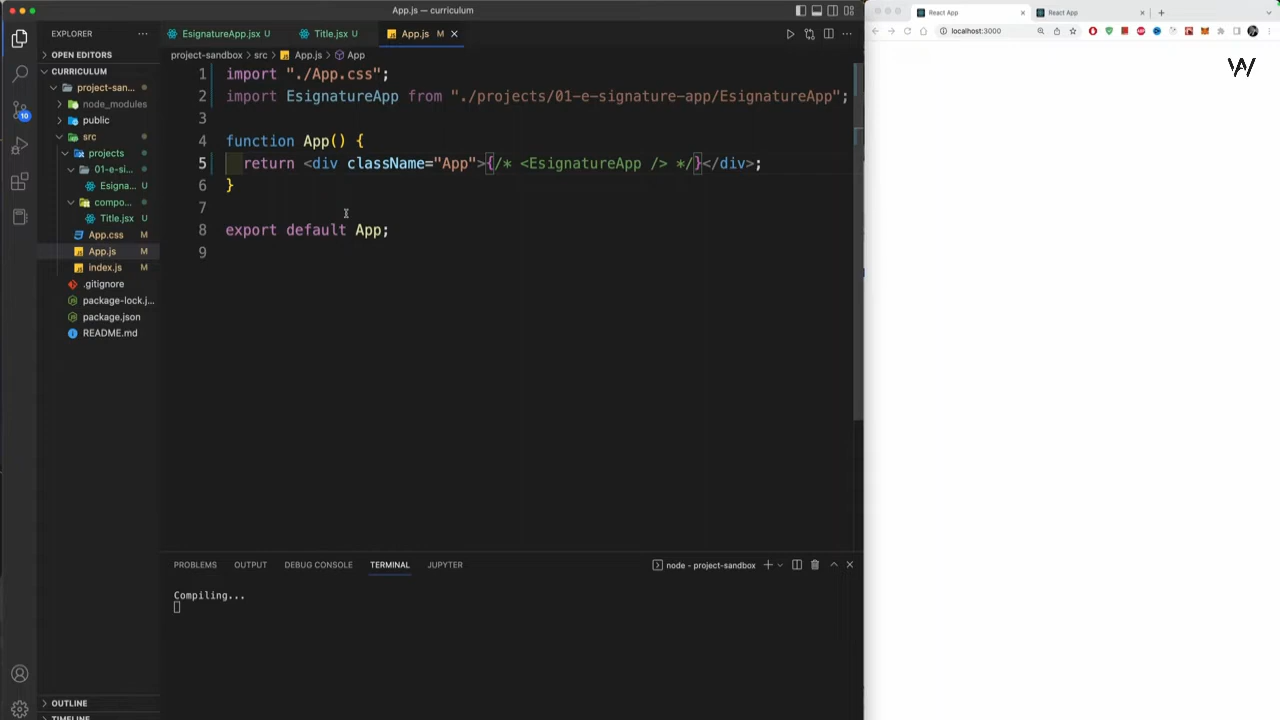 App.js — curriculum
React App
React App
localhost:3000
W
EXPLORER
OPEN EDITORS
CURRICULUM
project-san...
node_modules
public
src
projects
01-e-si...
Esigna... U
compo...
Title.jsx U
App.css M
App.js M
index.js M
.gitignore
package-lock.j...
package.json
README.md
OUTLINE
TIMELINE
10
EsignatureApp.jsx U
Title.jsx U
App.js M
project-sandbox > src > App.js > App
1 import "./App.css";
2 import EsignatureApp from "./projects/01-e-signature-app/EsignatureApp";
3
4 function App() {
5 return <div className="App">{/* <EsignatureApp /> */}</div>;
6 }
7
8 export default App;
9
PROBLEMS OUTPUT DEBUG CONSOLE TERMINAL JUPYTER
node - project-sandbox
Compiling...